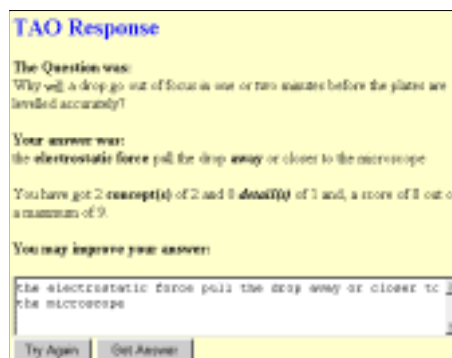 TAO Response
The Question was:
Why will a drop go out of focus in one or two minutes before the plates are
levelled accurately?
Your answer was:
the electrostatic force pull the drop away or closer to the microscope
You have got 2 concept(s) of 2 and 0 detail(s) of 1 and, a score of 8 out o
a maximum of 9.
You may improve your answer:
the electrostatic force pull the drop away or closer to
the microscope
Try Again
Get Answer